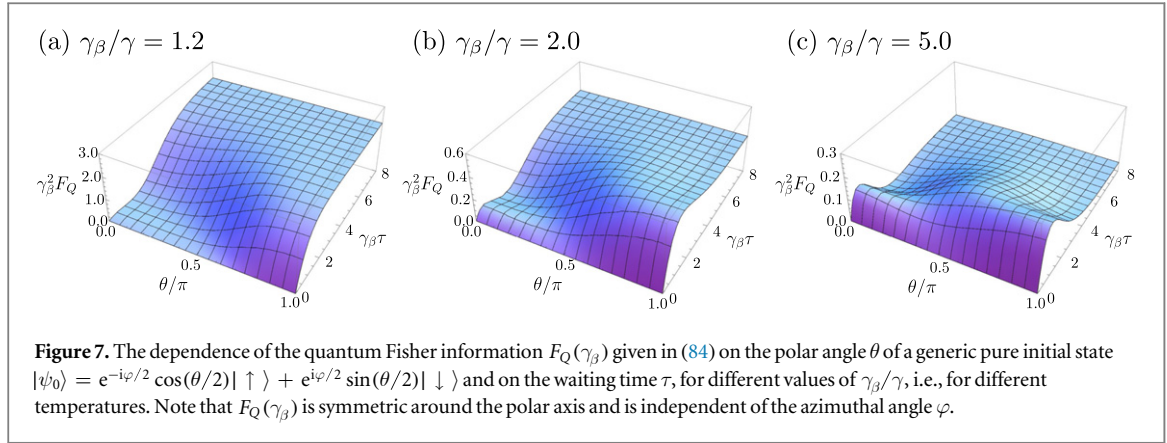 (a) γβ/γ = 1.2
(b) γβ/γ = 2.0
(c) γβ/γ = 5.0
3.0
2.0
1.0
0.0
γβ²FQ
0.0
0.5
1.0
θ/π
0
2
4
6
8
γβτ
0.6
0.4
0.2
0.0
γβ²FQ
0.0
0.5
1.0
θ/π
0
2
4
6
8
γβτ
0.3
0.2
0.1
0.0
γβ²FQ
0.0
0.5
1.0
θ/π
0
2
4
6
8
γβτ
Figure 7. The dependence of the quantum Fisher information FQ(γβ) given in (84) on the polar angle θ of a generic pure initial state
|ψ0⟩ = e^{−iφ/2} cos(θ/2)| ↑ ⟩ + e^{iφ/2} sin(θ/2)| ↓ ⟩ and on the waiting time τ, for different values of γβ/γ, i.e., for different
temperatures. Note that FQ(γβ) is symmetric around the polar axis and is independent of the azimuthal angle φ.